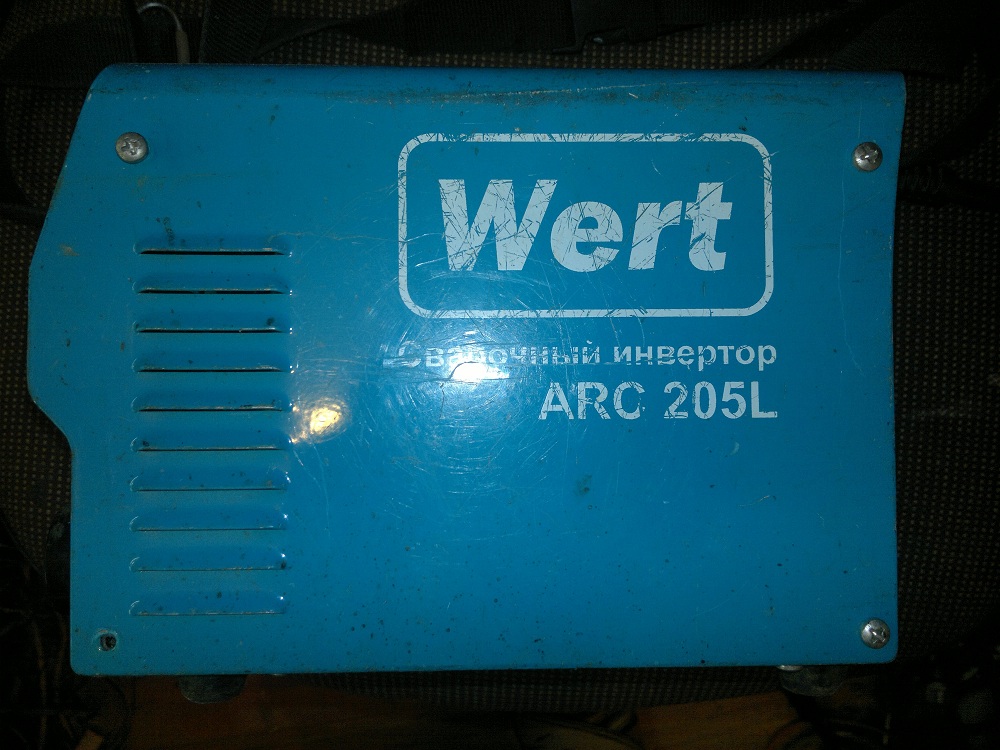 Wert
Сварочный инвертор
ARC 205L